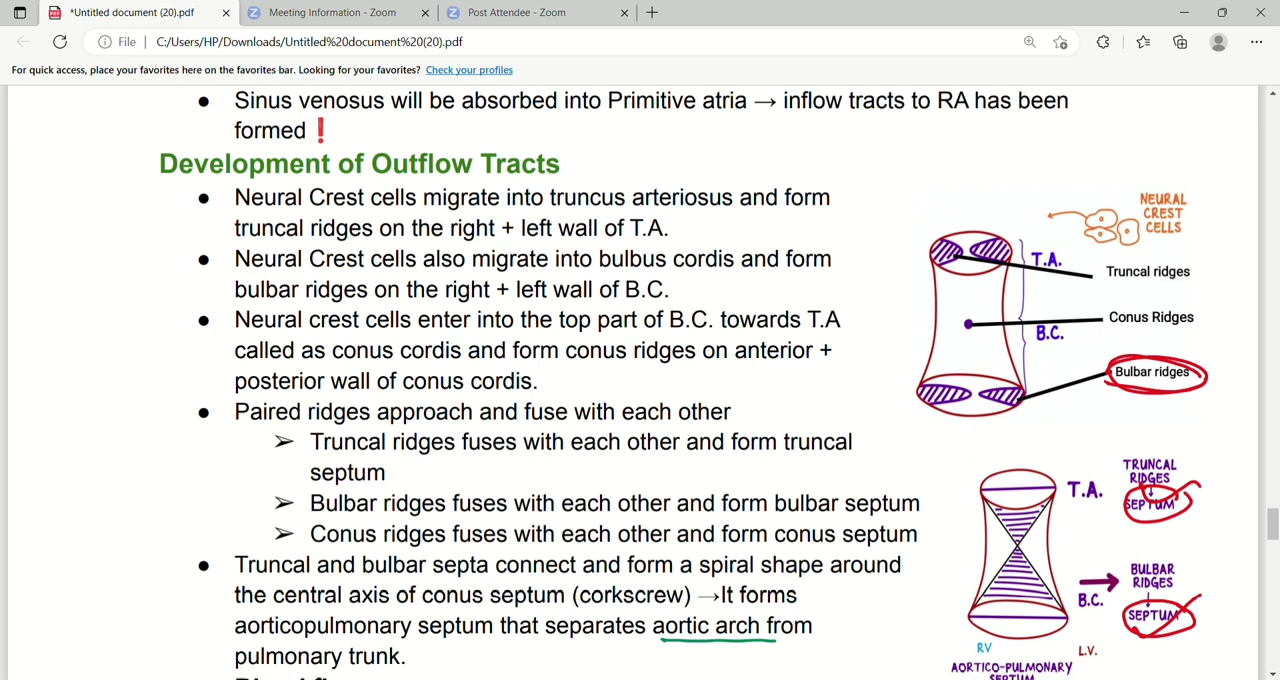 *Untitled document (20).pdf
Meeting Information - Zoom
Post Attendee - Zoom
File
C:/Users/HP/Downloads/Untitled%20document%20(20).pdf
For quick access, place your favorites here on the favorites bar. Looking for your favorites? Check your profiles
● Sinus venosus will be absorbed into Primitive atria → inflow tracts to RA has been
formed ❗
Development of Outflow Tracts
● Neural Crest cells migrate into truncus arteriosus and form
truncal ridges on the right + left wall of T.A.
● Neural Crest cells also migrate into bulbus cordis and form
bulbar ridges on the right + left wall of B.C.
● Neural crest cells enter into the top part of B.C. towards T.A
called as conus cordis and form conus ridges on anterior +
posterior wall of conus cordis.
● Paired ridges approach and fuse with each other
➢ Truncal ridges fuses with each other and form truncal
septum
➢ Bulbar ridges fuses with each other and form bulbar septum
➢ Conus ridges fuses with each other and form conus septum
● Truncal and bulbar septa connect and form a spiral shape around
the central axis of conus septum (corkscrew) →It forms
aorticopulmonary septum that separates aortic arch from
pulmonary trunk.
NEURAL
CREST
CELLS
T.A.
Truncal ridges
Conus Ridges
B.C.
Bulbar ridges
TRUNCAL
RIDGES
↓
SEPTUM
T.A.
BULBAR
RIDGES
↓
SEPTUM
B.C.
RV
L.V.
AORTICO-PULMONARY
SEPTUM